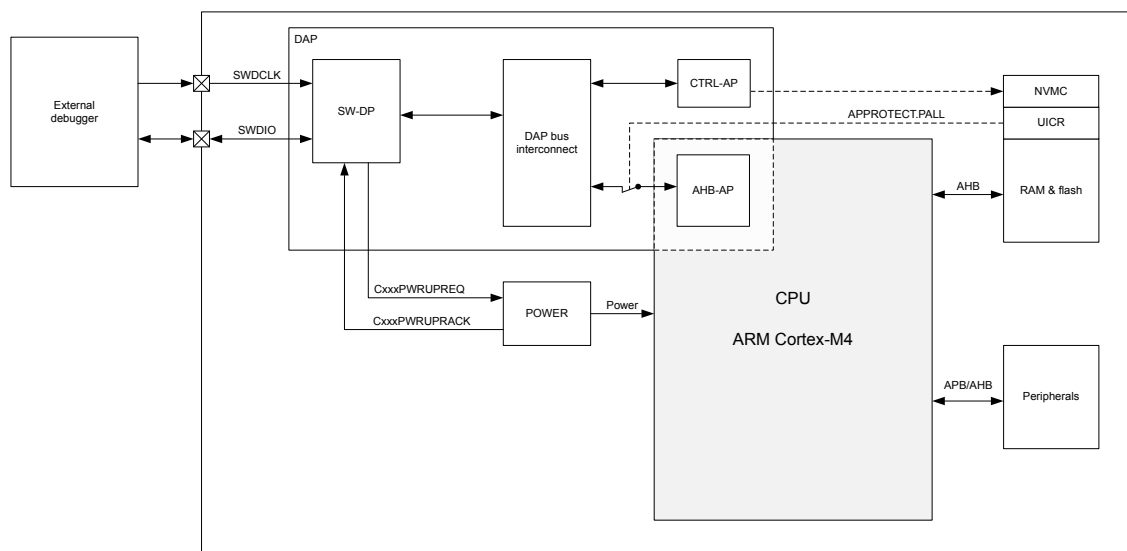 DAP
External
debugger
SWDCLK
SWDIO
SW-DP
DAP bus
interconnect
CTRL-AP
NVMC
UICR
APPROTECT.PALL
AHB-AP
AHB
RAM & flash
CxxxPWRUPREQ
CxxxPWRUPRACK
POWER
Power
CPU
ARM Cortex-M4
APB/AHB
Peripherals